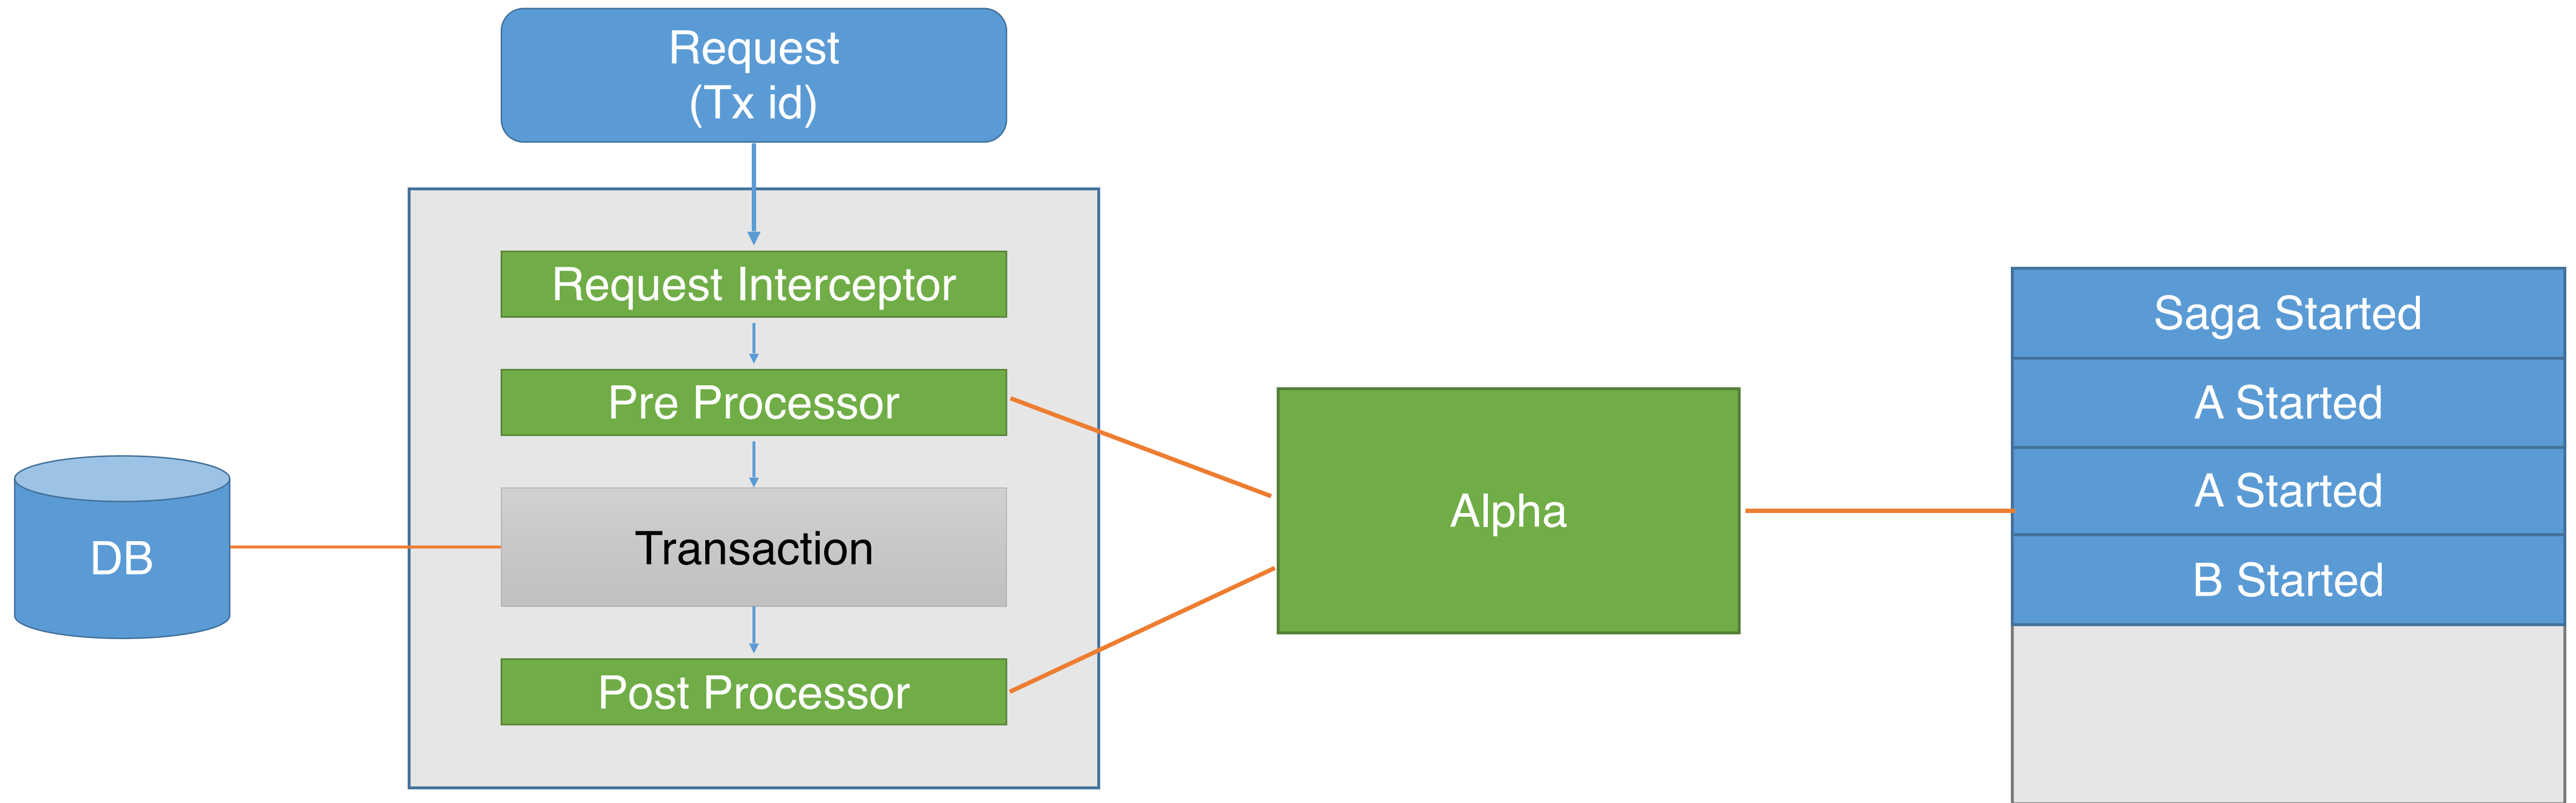 Request
(Tx id)
Request Interceptor
Pre Processor
Transaction
Post Processor
DB
Alpha
Saga Started
A Started
A Started
B Started